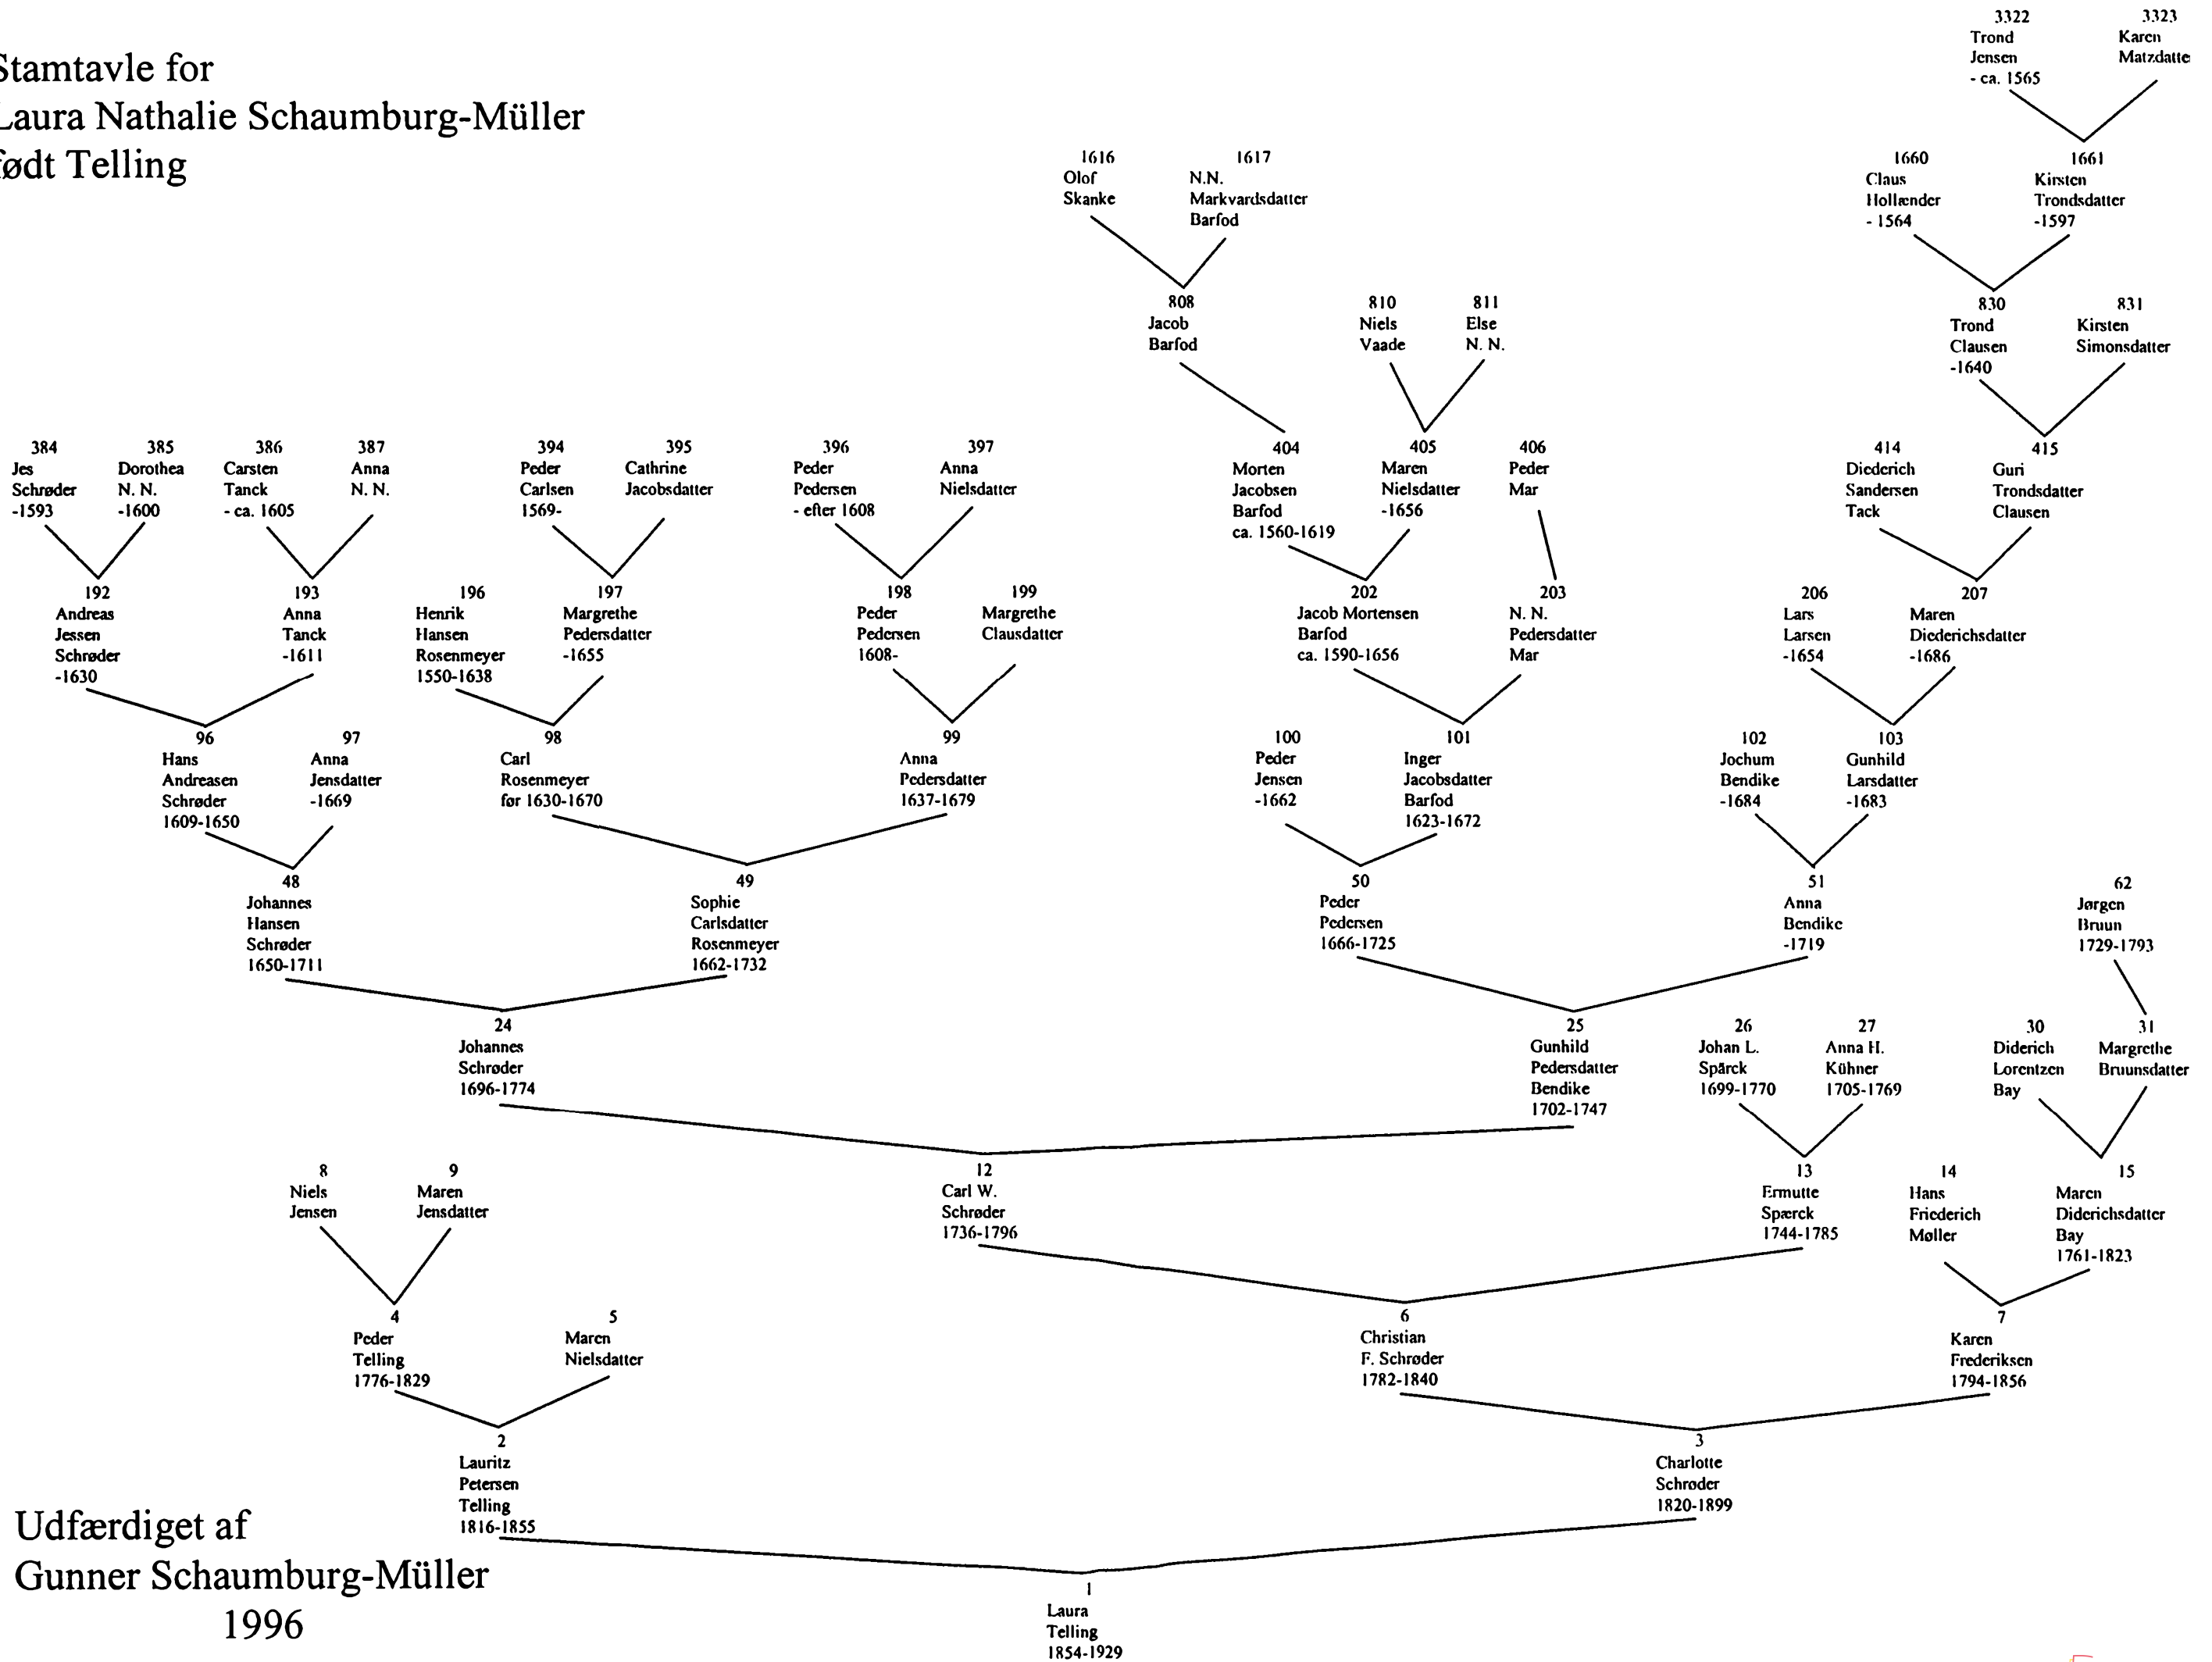 Stamtavle for
Laura Nathalie Schaumburg-Müller
født Telling
3322
Trond
Jensen
- ca. 1565
3323
Karen
Matzdatte
1616
Olof
Skanke
1617
N.N.
Markvardsdatter
Barfod
1660
Claus
Hollænder
- 1564
1661
Kirsten
Trondsdatter
-1597
808
Jacob
Barfod
810
Niels
Vaade
811
Else
N. N.
830
Trond
Clausen
-1640
831
Kirsten
Simonsdatter
384
Jes
Schrøder
-1593
385
Dorothea
N. N.
-1600
386
Carsten
Tanck
- ca. 1605
387
Anna
N. N.
394
Peder
Carlsen
1569-
395
Cathrine
Jacobsdatter
396
Peder
Pedersen
- efter 1608
397
Anna
Nielsdatter
404
Morten
Jacobsen
Barfod
ca. 1560-1619
405
Maren
Nielsdatter
-1656
406
Peder
Mar
414
Diederich
Sandersen
Tack
415
Guri
Trondsdatter
Clausen
192
Andreas
Jessen
Schrøder
-1630
193
Anna
Tanck
-1611
196
Henrik
Hansen
Rosenmeyer
1550-1638
197
Margrethe
Pedersdatter
-1655
198
Peder
Pedersen
1608-
199
Margrethe
Clausdatter
202
Jacob Mortensen
Barfod
ca. 1590-1656
203
N. N.
Pedersdatter
Mar
206
Lars
Larsen
-1654
207
Maren
Diederichsdatter
-1686
96
Hans
Andreasen
Schrøder
1609-1650
97
Anna
Jensdatter
-1669
98
Carl
Rosenmeyer
før 1630-1670
99
Anna
Pedersdatter
1637-1679
100
Peder
Jensen
-1662
101
Inger
Jacobsdatter
Barfod
1623-1672
102
Jochum
Bendike
-1684
103
Gunhild
Larsdatter
-1683
48
Johannes
Hansen
Schrøder
1650-1711
49
Sophie
Carlsdatter
Rosenmeyer
1662-1732
50
Peder
Pedersen
1666-1725
51
Anna
Bendike
-1719
62
Jørgen
Bruun
1729-1793
24
Johannes
Schrøder
1696-1774
25
Gunhild
Pedersdatter
Bendike
1702-1747
26
Johan L.
Spärck
1699-1770
27
Anna H.
Kühner
1705-1769
30
Diderich
Lorentzen
Bay
31
Margrethe
Bruunsdatter
8
Niels
Jensen
9
Maren
Jensdatter
12
Carl W.
Schrøder
1736-1796
13
Ermutte
Spærck
1744-1785
14
Hans
Friederich
Møller
15
Maren
Diderichsdatter
Bay
1761-1823
4
Peder
Telling
1776-1829
5
Maren
Nielsdatter
6
Christian
F. Schrøder
1782-1840
7
Karen
Frederiksen
1794-1856
2
Lauritz
Petersen
Telling
1816-1855
3
Charlotte
Schrøder
1820-1899
1
Laura
Telling
1854-1929
Udfærdiget af
Gunner Schaumburg-Müller
1996